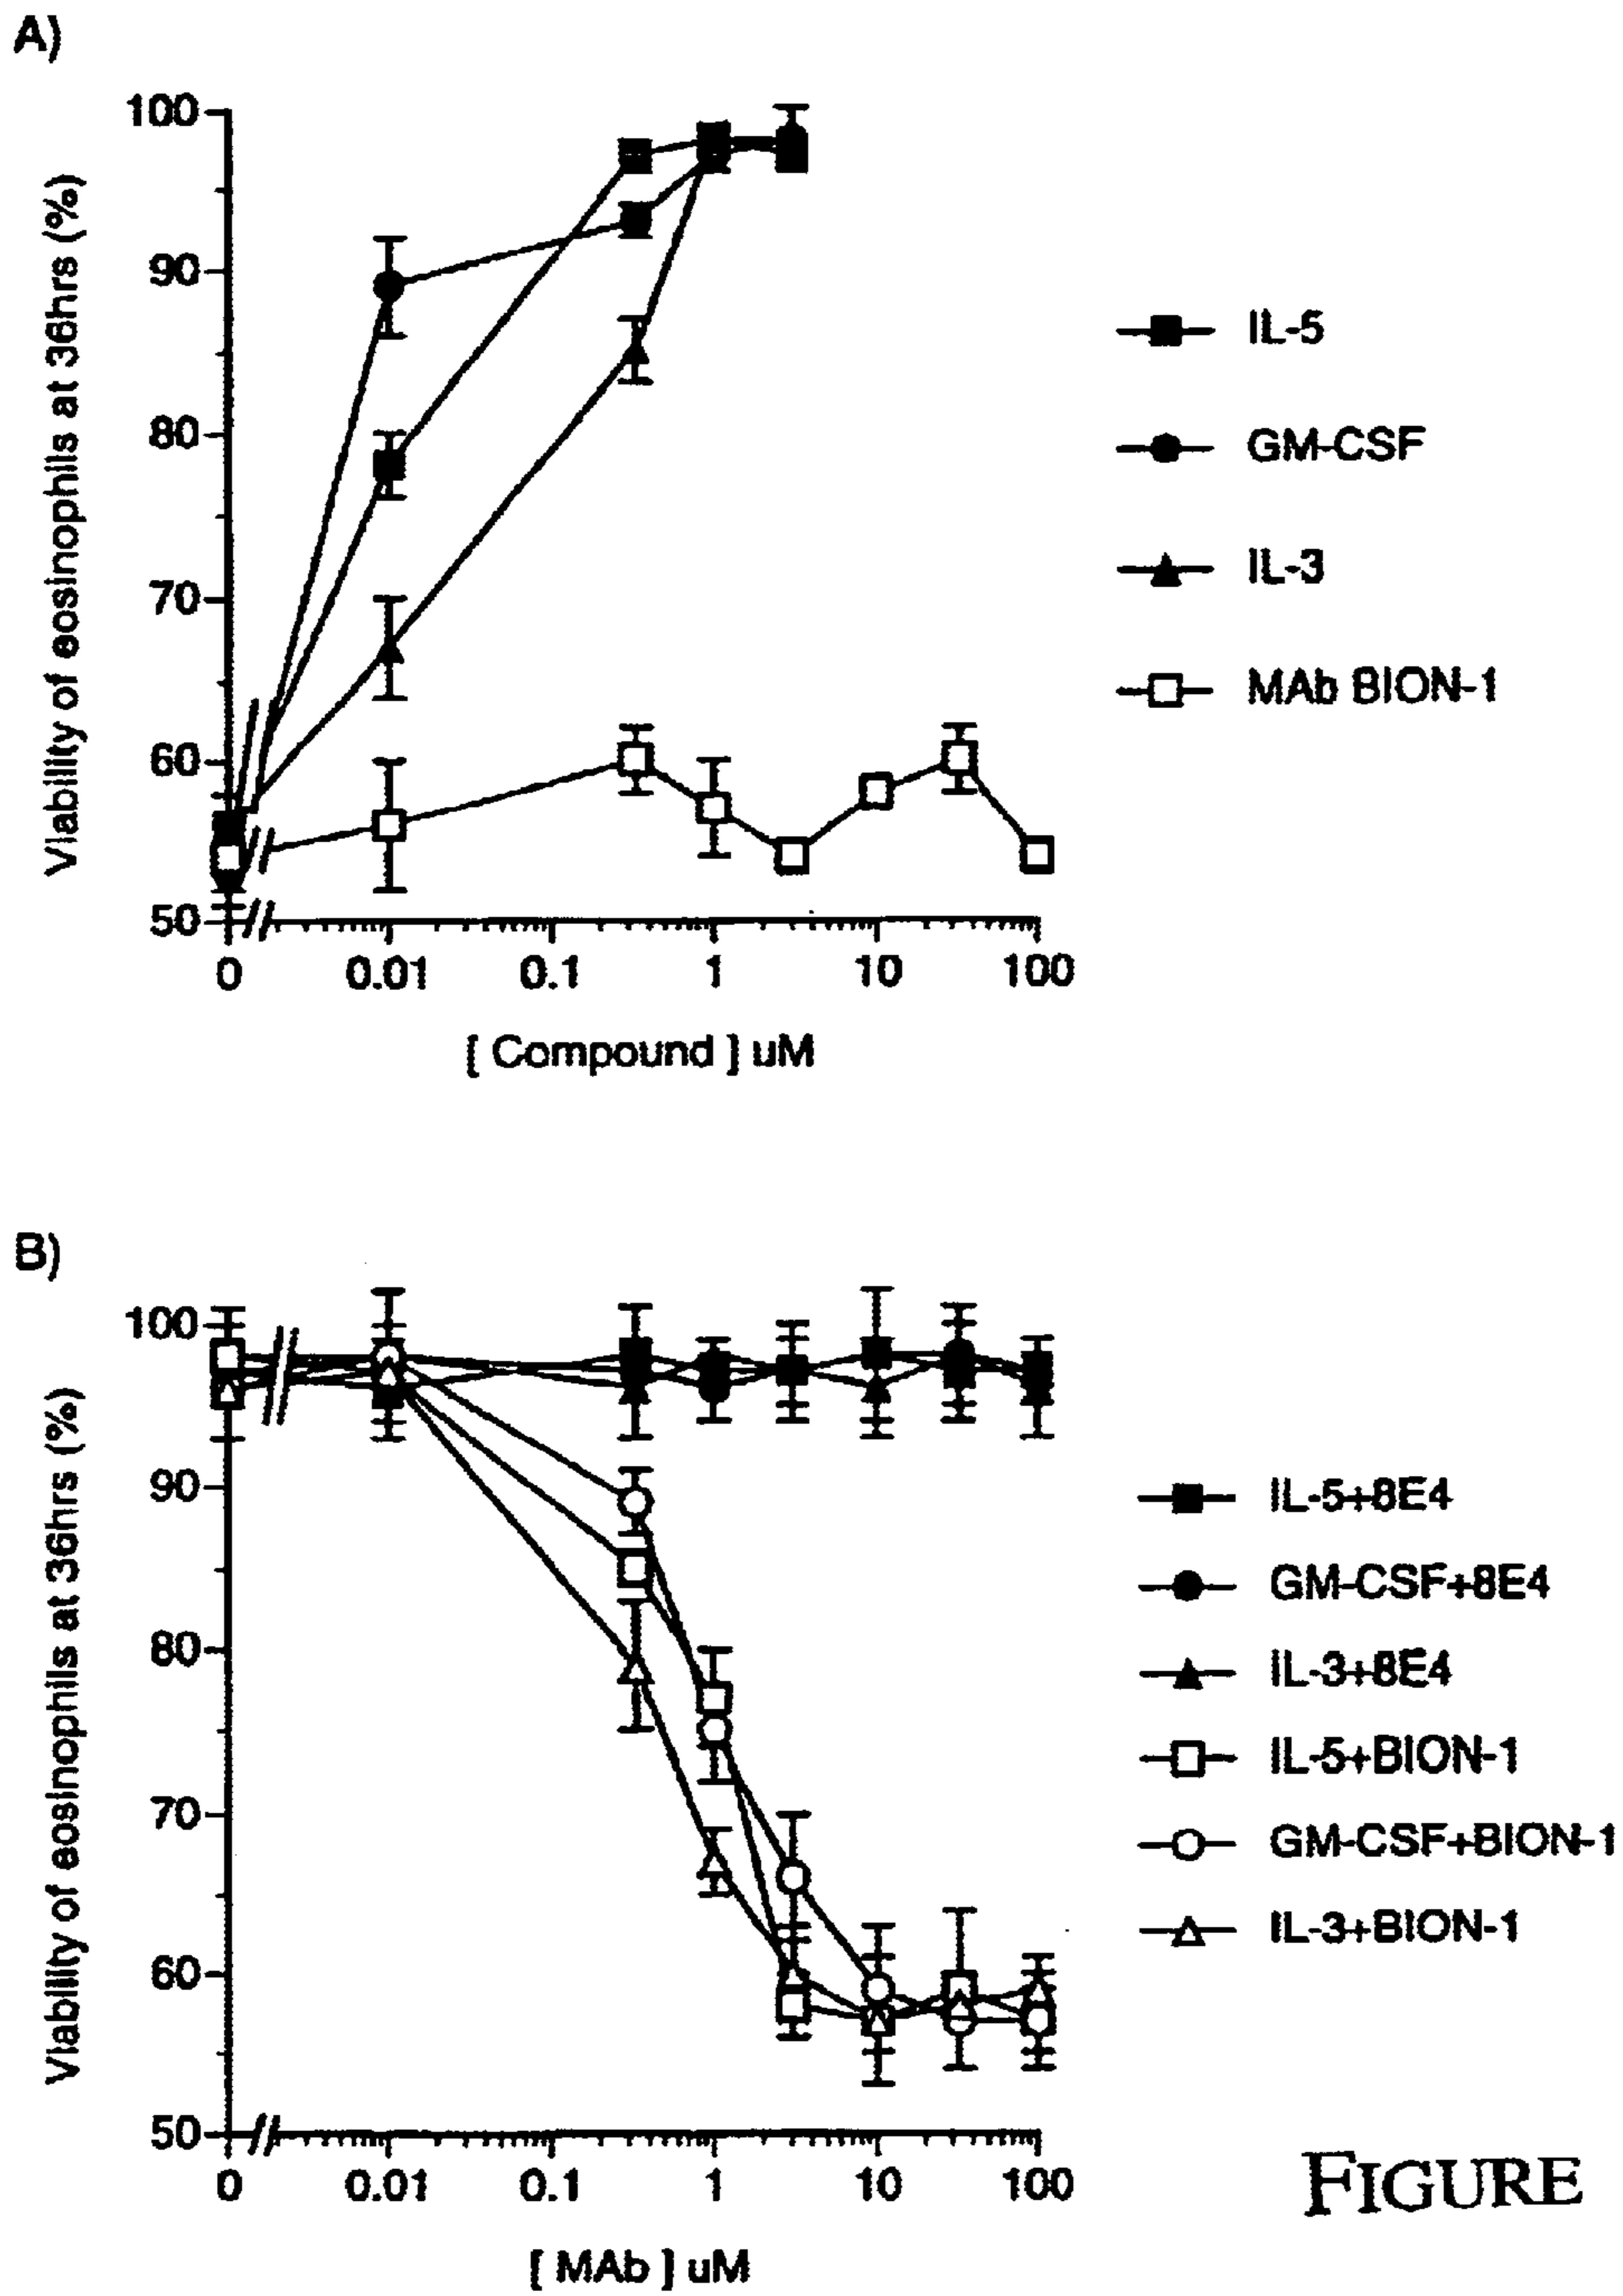 A)
Viability of eosinophils at 36hrs (%)
100
90
80
70
60
50
0 0.01 0.1 1 10 100
[ Compound ] uM
IL-5
GM-CSF
IL-3
MAb BION-1
B)
Viability of eosinophils at 36hrs (%)
100
90
80
70
60
50
0 0.01 0.1 1 10 100
[ MAb ] uM
IL-5+8E4
GM-CSF+8E4
IL-3+8E4
IL-5+BION-1
GM-CSF+BION-1
IL-3+BION-1
FIGURE